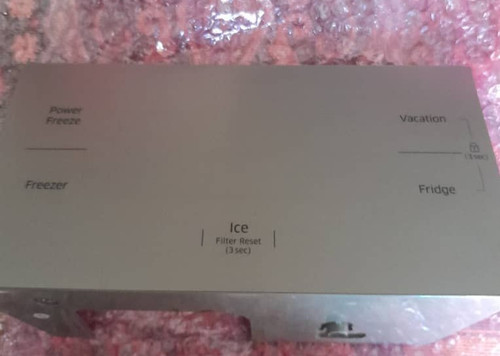 Power
Freeze
Vacation
(3 sec)
Freezer
Fridge
Ice
Filter Reset
(3 sec)